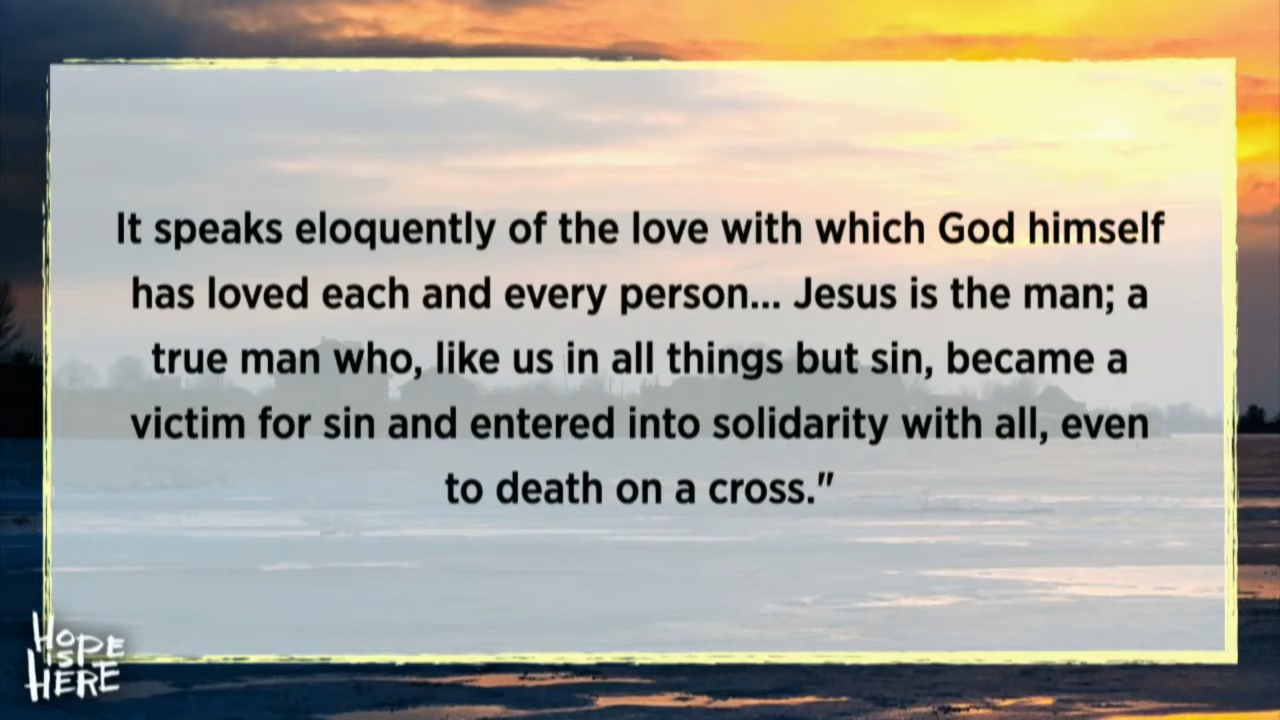 It speaks eloquently of the love with which God himself
has loved each and every person... Jesus is the man; a
true man who, like us in all things but sin, became a
victim for sin and entered into solidarity with all, even
to death on a cross."
HOPE
IS
HERE